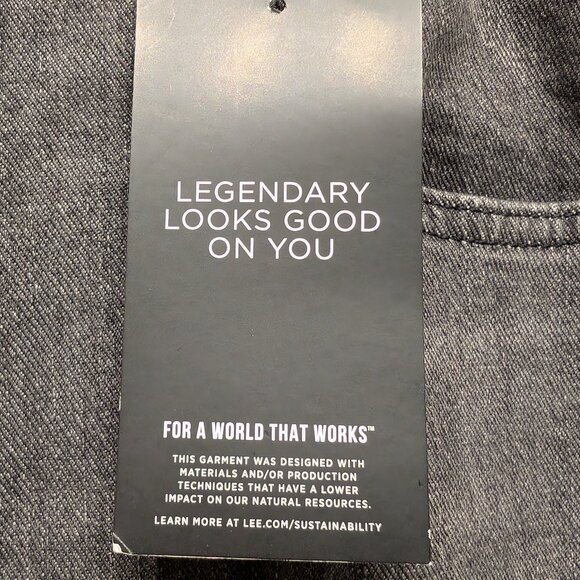 LEGENDARY
LOOKS GOOD
ON YOU
FOR A WORLD THAT WORKS™
THIS GARMENT WAS DESIGNED WITH
MATERIALS AND/OR PRODUCTION
TECHNIQUES THAT HAVE A LOWER
IMPACT ON OUR NATURAL RESOURCES.
LEARN MORE AT LEE.COM/SUSTAINABILITY